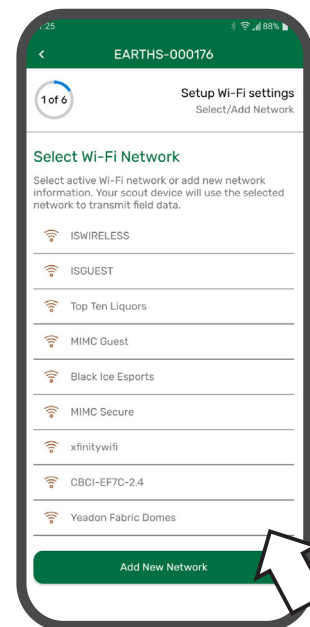 1:25 88%
EARTHS-000176
1 of 6
Setup Wi-Fi settings
Select/Add Network
Select Wi-Fi Network
Select active Wi-Fi network or add new network
information. Your scout device will use the selected
network to transmit field data.
ISWIRELESS
ISGUEST
Top Ten Liquors
MIMC Guest
Black Ice Esports
MIMC Secure
xfinitywifi
CBCI-EF7C-2.4
Yeadon Fabric Domes
Add New Network